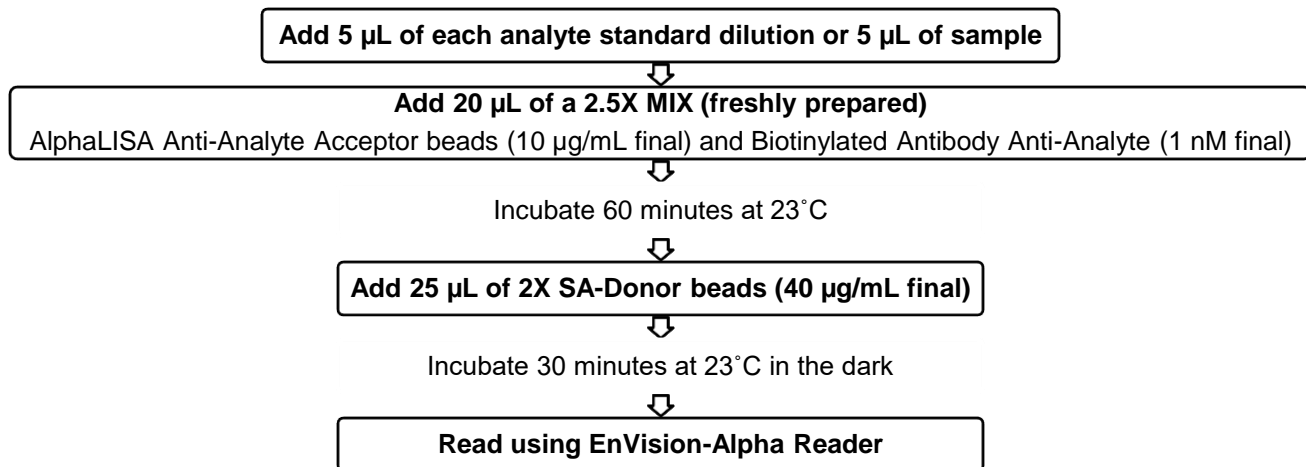 Add 5 µL of each analyte standard dilution or 5 µL of sample
Add 20 µL of a 2.5X MIX (freshly prepared)
AlphaLISA Anti-Analyte Acceptor beads (10 µg/mL final) and Biotinylated Antibody Anti-Analyte (1 nM final)
Incubate 60 minutes at 23˚C
Add 25 µL of 2X SA-Donor beads (40 µg/mL final)
Incubate 30 minutes at 23˚C in the dark
Read using EnVision-Alpha Reader